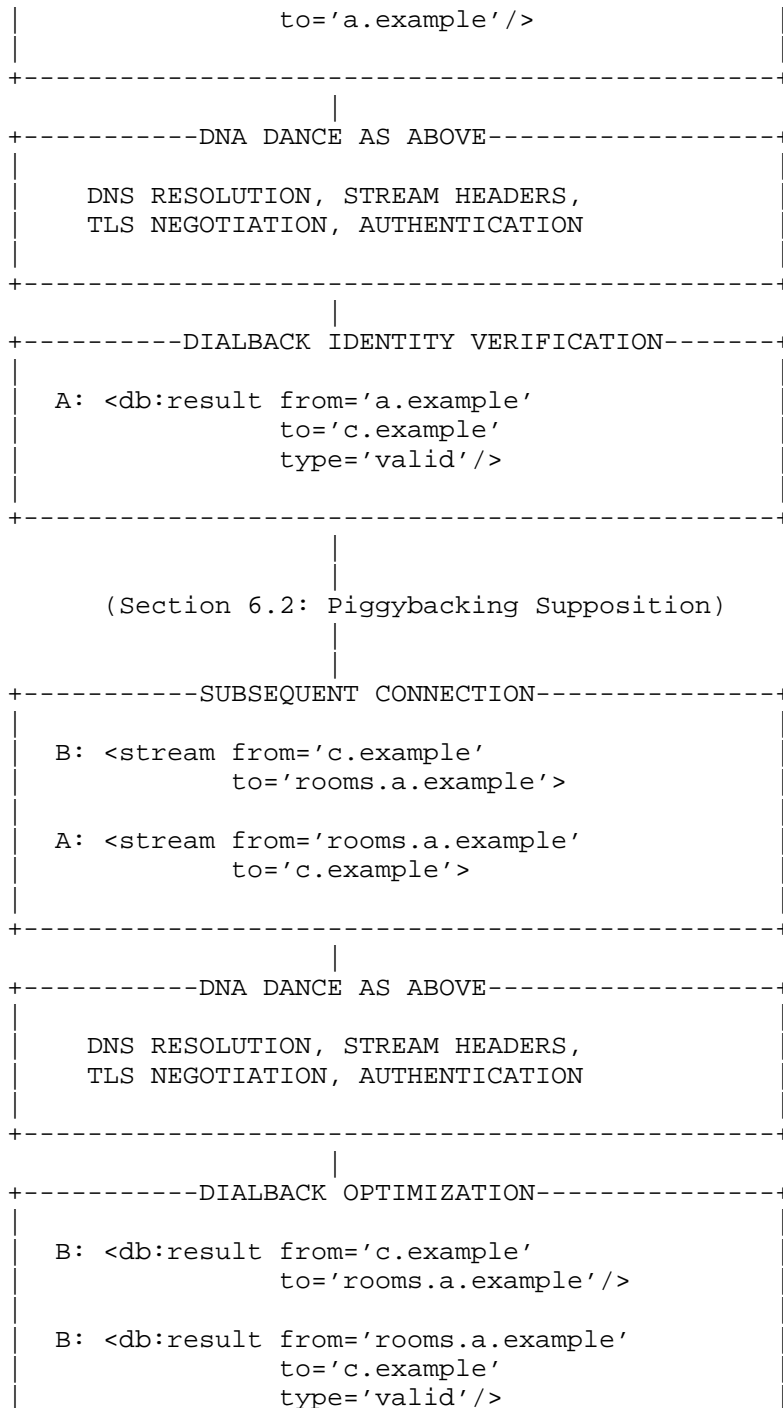 |                 to='a.example'/>              |
|                                               |
+-----------------------------------------------+
                    |
+-----------DNA DANCE AS ABOVE------------------+
|                                               |
|    DNS RESOLUTION, STREAM HEADERS,            |
|    TLS NEGOTIATION, AUTHENTICATION            |
|                                               |
+-----------------------------------------------+
                    |
+----------DIALBACK IDENTITY VERIFICATION-------+
|                                               |
|  A: <db:result from='a.example'               |
|                to='c.example'                 |
|                type='valid'/>                 |
|                                               |
+-----------------------------------------------+
                    |
                    |
      (Section 6.2: Piggybacking Supposition)
                    |
                    |
+-----------SUBSEQUENT CONNECTION---------------+
|                                               |
|  B: <stream from='c.example'                  |
|             to='rooms.a.example'>             |
|                                               |
|  A: <stream from='rooms.a.example'            |
|             to='c.example'>                   |
|                                               |
+-----------------------------------------------+
                    |
+-----------DNA DANCE AS ABOVE------------------+
|                                               |
|    DNS RESOLUTION, STREAM HEADERS,            |
|    TLS NEGOTIATION, AUTHENTICATION            |
|                                               |
+-----------------------------------------------+
                    |
+-----------DIALBACK OPTIMIZATION---------------+
|                                               |
|  B: <db:result from='c.example'               |
|                to='rooms.a.example'/>         |
|                                               |
|  B: <db:result from='rooms.a.example'         |
|                to='c.example'                 |
|                type='valid'/>                 |